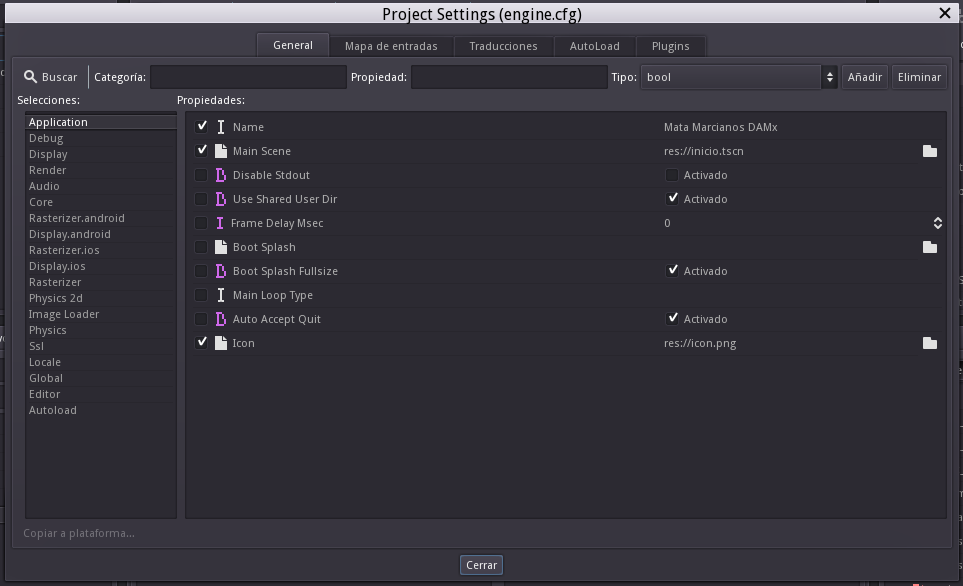 Project Settings (engine.cfg)
General Mapa de entradas Traducciones AutoLoad Plugins
Buscar Categoría: Propiedad: Tipo: bool Añadir Eliminar
Selecciones: Propiedades:
Application
Debug
Display
Render
Audio
Core
Rasterizer.android
Display.android
Rasterizer.ios
Display.ios
Rasterizer
Physics 2d
Image Loader
Physics
Ssl
Locale
Global
Editor
Autoload
Name Mata Marcianos DAMx
Main Scene res://inicio.tscn
Disable Stdout Activado
Use Shared User Dir Activado
Frame Delay Msec 0
Boot Splash
Boot Splash Fullsize Activado
Main Loop Type
Auto Accept Quit Activado
Icon res://icon.png
Copiar a plataforma...
Cerrar